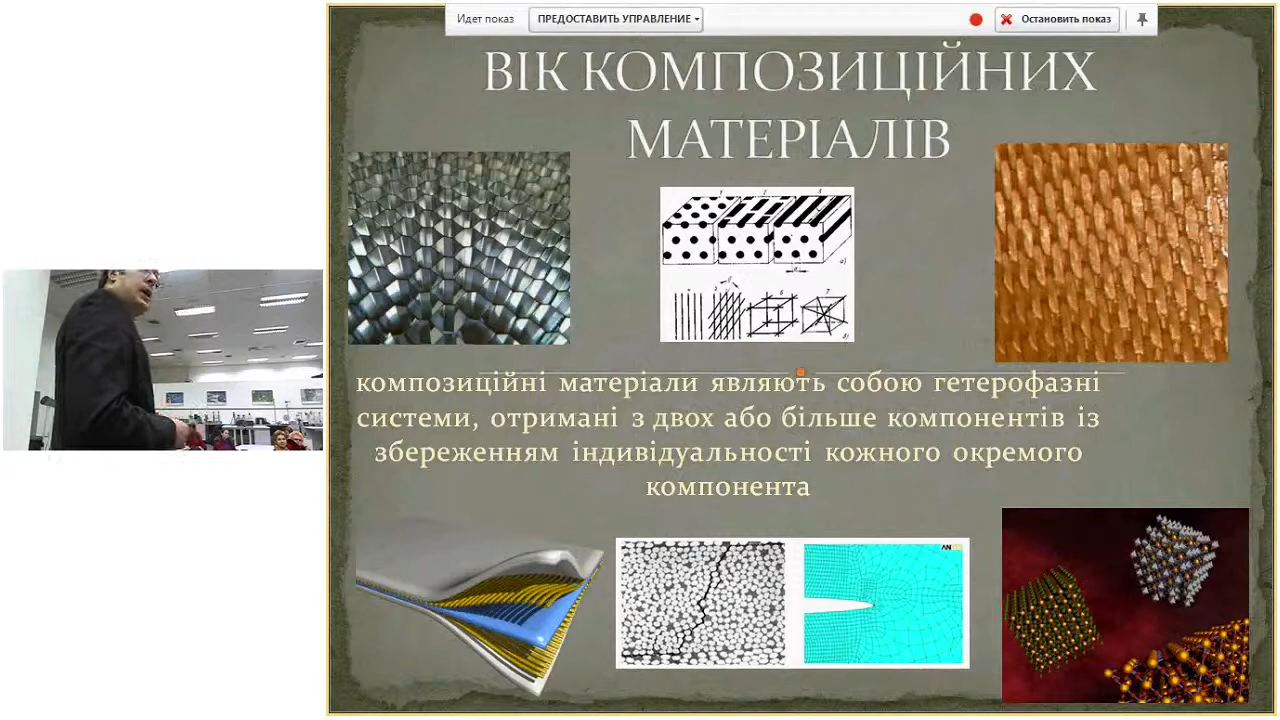 Идет показ
ПРЕДОСТАВИТЬ УПРАВЛЕНИЕ
Остановить показ
ВІК КОМПОЗИЦІЙНИХ
МАТЕРІАЛІВ
композиційні матеріали являють собою гетерофазні
системи, отримані з двох або більше компонентів із
збереженням індивідуальності кожного окремого
компонента
AN